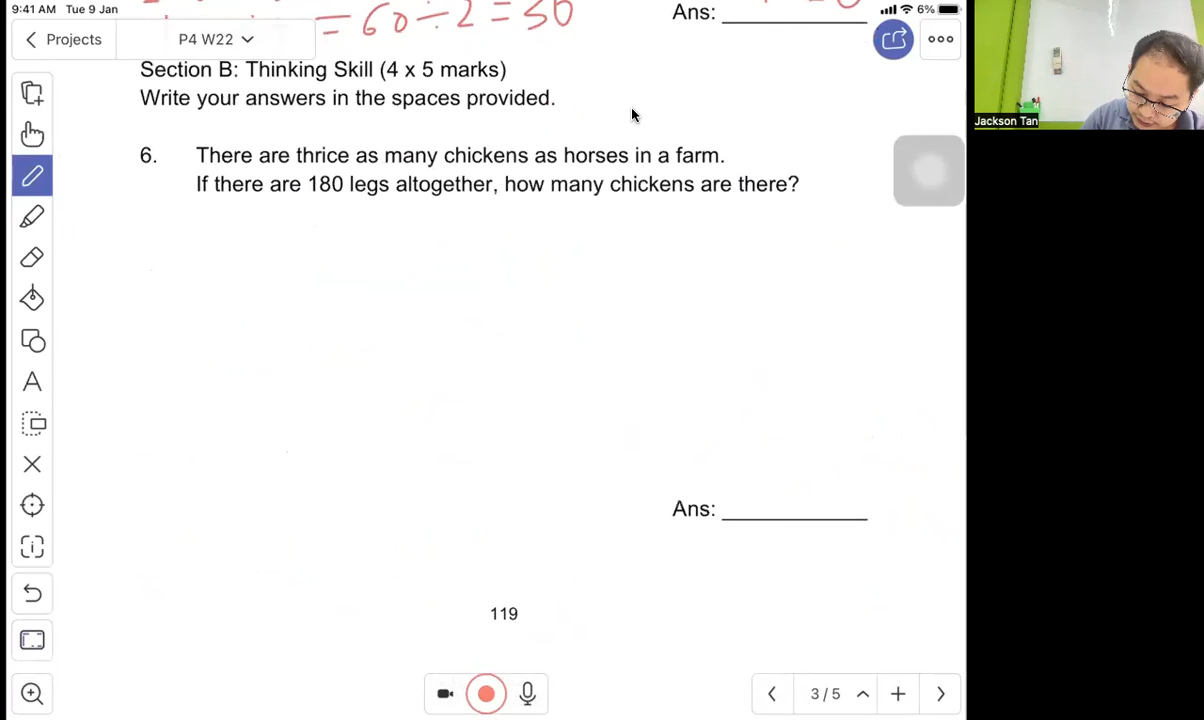 9:41 AM Tue 9 Jan
6%
= 60 ÷ 2 = 30
Ans:
Projects
P4 W22
Section B: Thinking Skill (4 x 5 marks)
Write your answers in the spaces provided.
Jackson Tan
6. There are thrice as many chickens as horses in a farm.
If there are 180 legs altogether, how many chickens are there?
A
Ans:
119
3 / 5